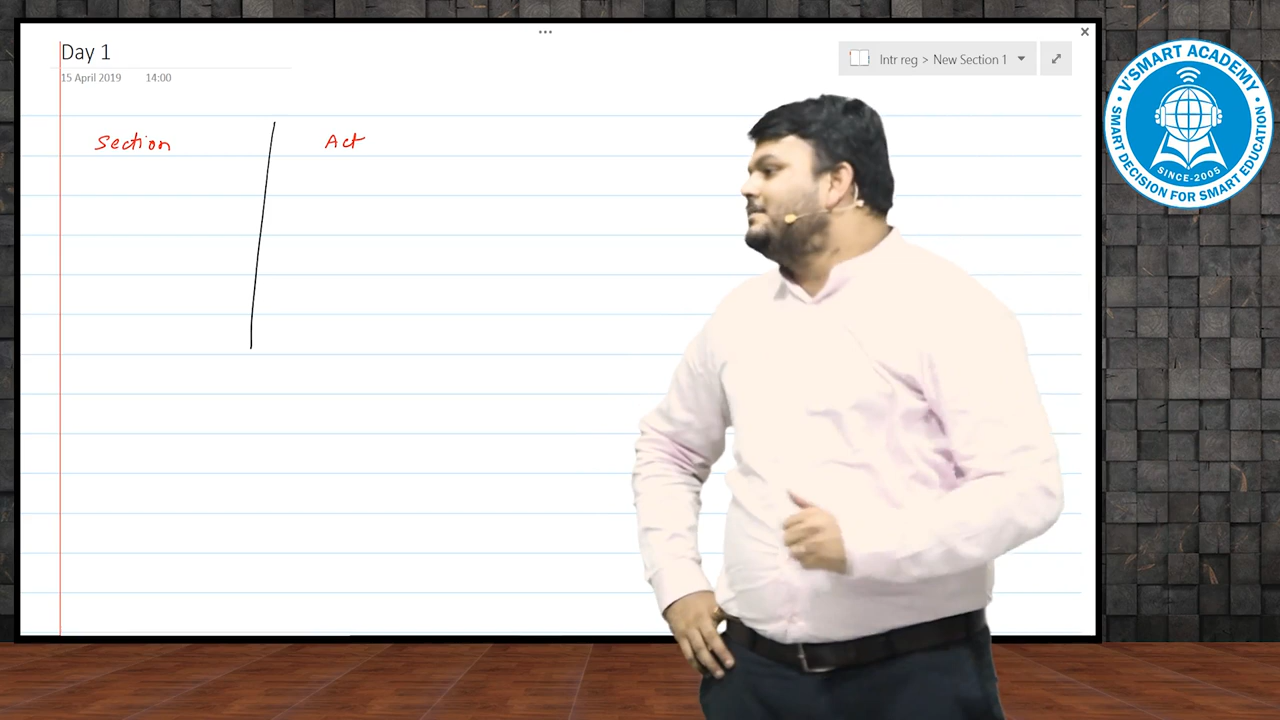 Day 1
15 April 2019 14:00
Intr reg > New Section 1
Section Act
V'SMART ACADEMY
SINCE-2005
SMART DECISION FOR SMART EDUCATION